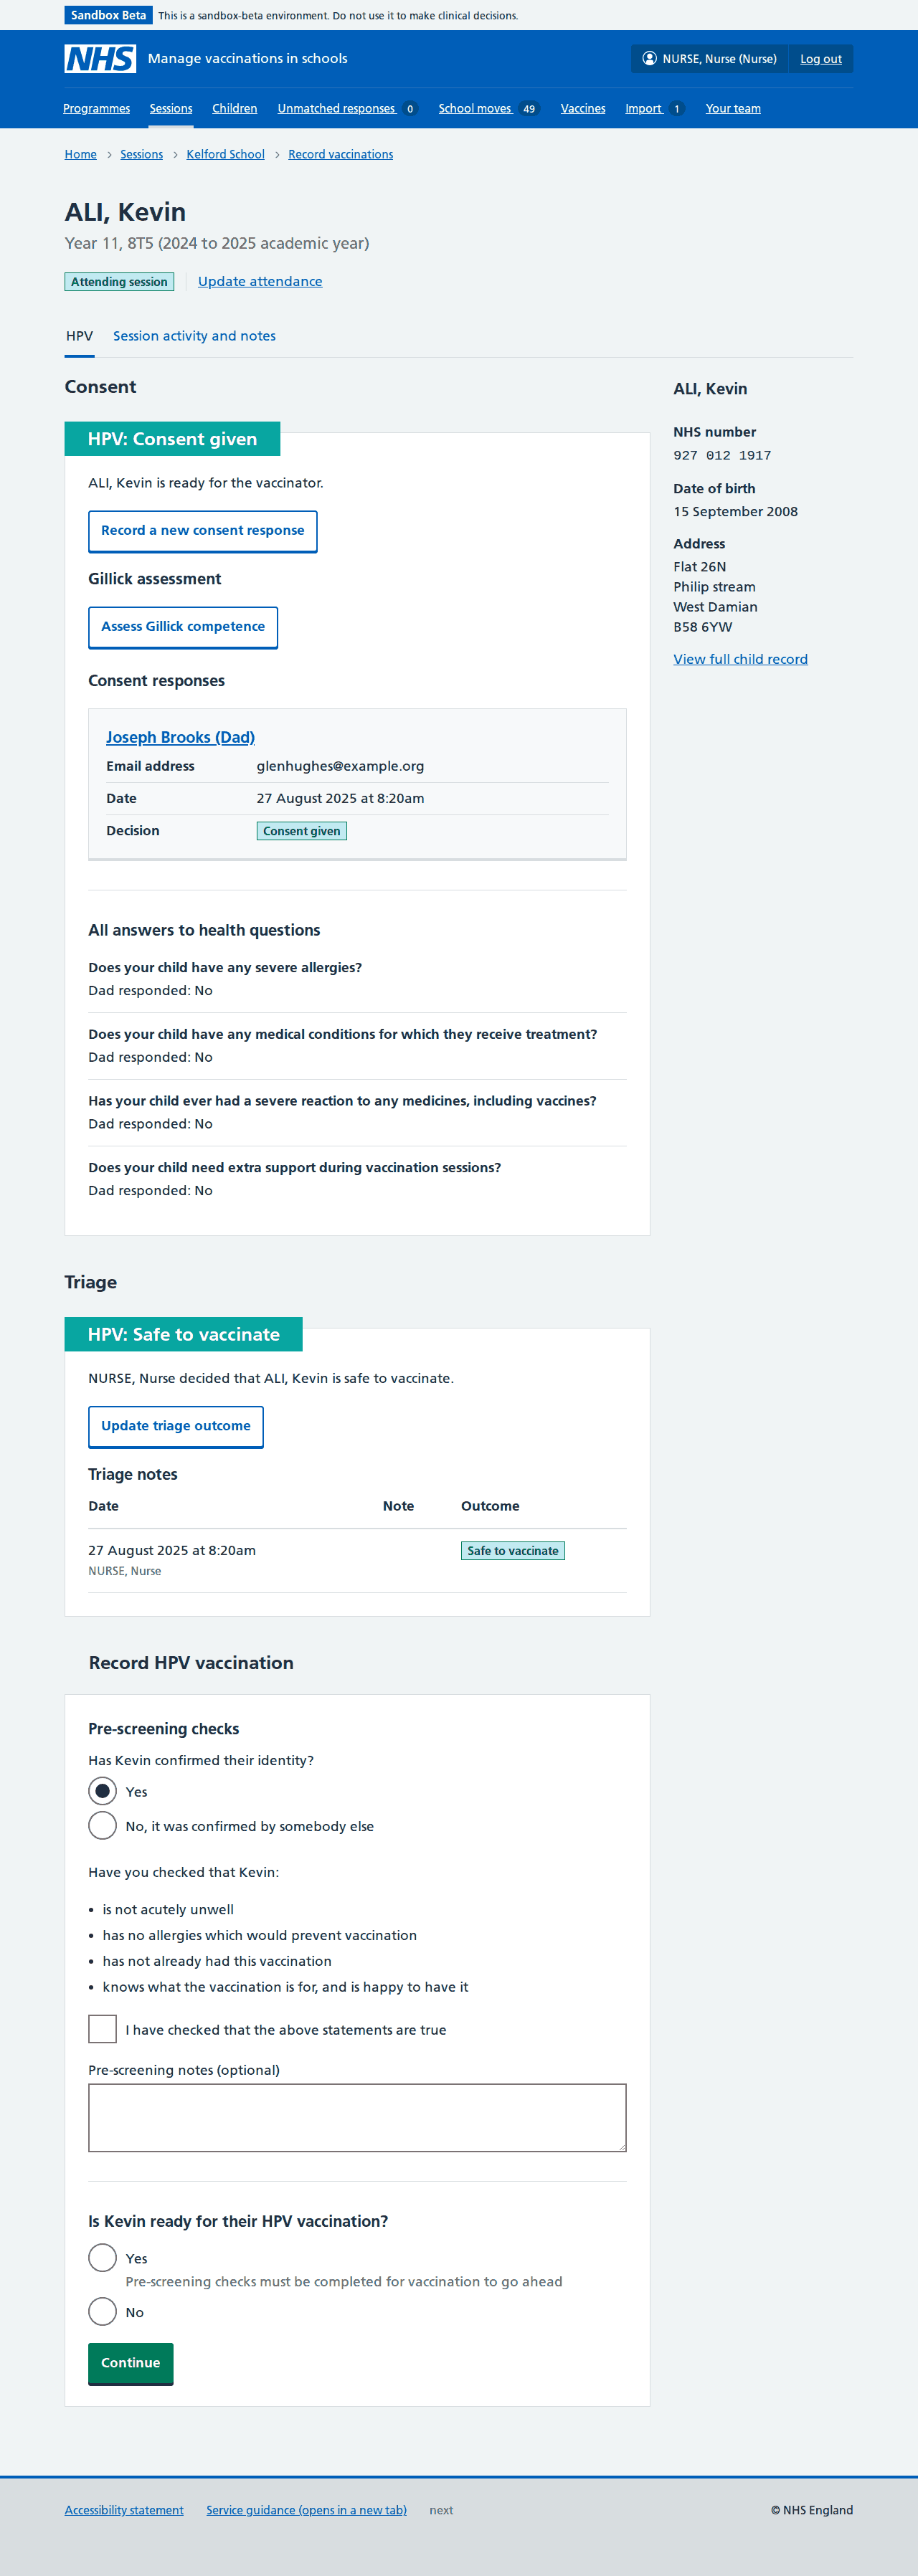 Sandbox Beta This is a sandbox-beta environment. Do not use it to make clinical decisions.
NHS Manage vaccinations in schools NURSE, Nurse (Nurse) Log out
Programmes Sessions Children Unmatched responses 0 School moves 49 Vaccines Import 1 Your team
Home > Sessions > Kelford School > Record vaccinations
ALI, Kevin
Year 11, 8T5 (2024 to 2025 academic year)
Attending session Update attendance
HPV Session activity and notes
Consent
HPV: Consent given
ALI, Kevin is ready for the vaccinator.
Record a new consent response
Gillick assessment
Assess Gillick competence
Consent responses
Joseph Brooks (Dad)
Email address glenhughes@example.org
Date 27 August 2025 at 8:20am
Decision Consent given
All answers to health questions
Does your child have any severe allergies?
Dad responded: No
Does your child have any medical conditions for which they receive treatment?
Dad responded: No
Has your child ever had a severe reaction to any medicines, including vaccines?
Dad responded: No
Does your child need extra support during vaccination sessions?
Dad responded: No
ALI, Kevin
NHS number
927 012 1917
Date of birth
15 September 2008
Address
Flat 26N
Philip stream
West Damian
B58 6YW
View full child record
Triage
HPV: Safe to vaccinate
NURSE, Nurse decided that ALI, Kevin is safe to vaccinate.
Update triage outcome
Triage notes
Date Note Outcome
27 August 2025 at 8:20am Safe to vaccinate
NURSE, Nurse
Record HPV vaccination
Pre-screening checks
Has Kevin confirmed their identity?
Yes
No, it was confirmed by somebody else
Have you checked that Kevin:
• is not acutely unwell
• has no allergies which would prevent vaccination
• has not already had this vaccination
• knows what the vaccination is for, and is happy to have it
I have checked that the above statements are true
Pre-screening notes (optional)
Is Kevin ready for their HPV vaccination?
Yes
Pre-screening checks must be completed for vaccination to go ahead
No
Continue
Accessibility statement Service guidance (opens in a new tab) next © NHS England